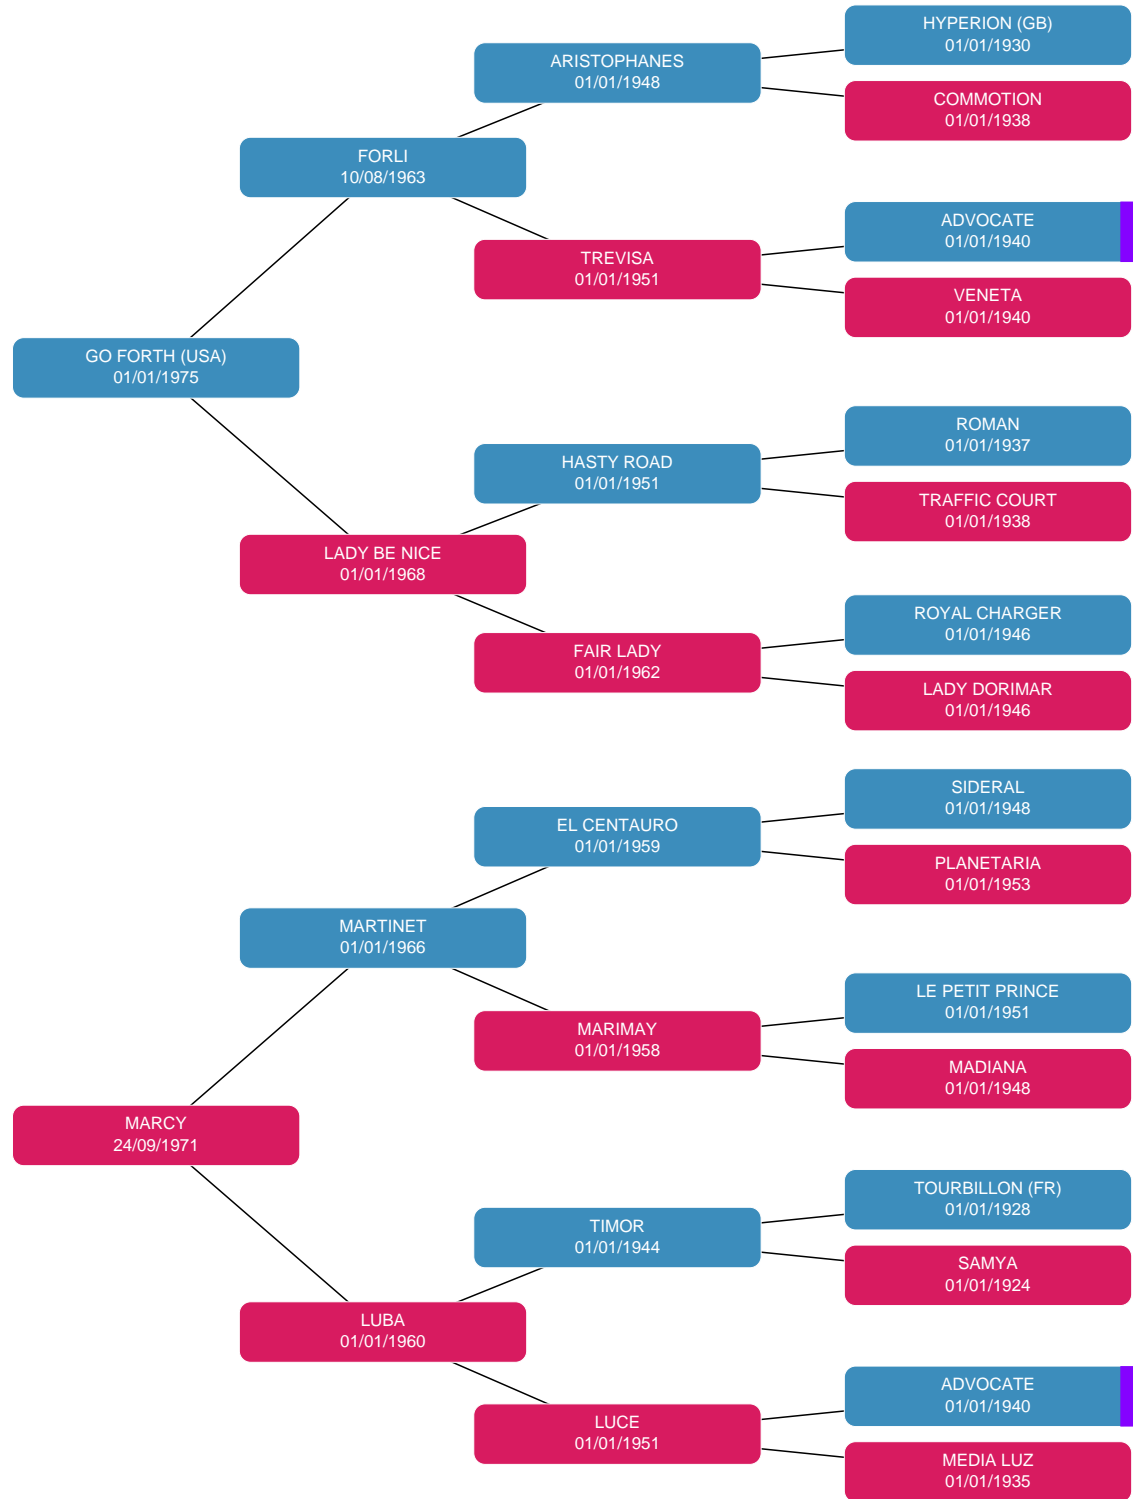 HYPERION (GB)
01/01/1930
ARISTOPHANES
01/01/1948
COMMOTION
01/01/1938
FORLI
10/08/1963
ADVOCATE
01/01/1940
TREVISA
01/01/1951
VENETA
01/01/1940
GO FORTH (USA)
01/01/1975
ROMAN
01/01/1937
HASTY ROAD
01/01/1951
TRAFFIC COURT
01/01/1938
LADY BE NICE
01/01/1968
ROYAL CHARGER
01/01/1946
FAIR LADY
01/01/1962
LADY DORIMAR
01/01/1946
SIDERAL
01/01/1948
EL CENTAURO
01/01/1959
PLANETARIA
01/01/1953
MARTINET
01/01/1966
LE PETIT PRINCE
01/01/1951
MARIMAY
01/01/1958
MADIANA
01/01/1948
MARCY
24/09/1971
TOURBILLON (FR)
01/01/1928
TIMOR
01/01/1944
SAMYA
01/01/1924
LUBA
01/01/1960
ADVOCATE
01/01/1940
LUCE
01/01/1951
MEDIA LUZ
01/01/1935